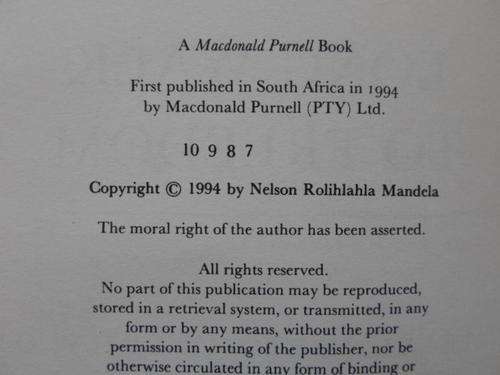 A Macdonald Purnell Book
First published in South Africa in 1994
by Macdonald Purnell (PTY) Ltd.
10 9 8 7
Copyright © 1994 by Nelson Rolihlahla Mandela
The moral right of the author has been asserted.
All rights reserved.
No part of this publication may be reproduced,
stored in a retrieval system, or transmitted, in any
form or by any means, without the prior
permission in writing of the publisher, nor be
otherwise circulated in any form of binding or